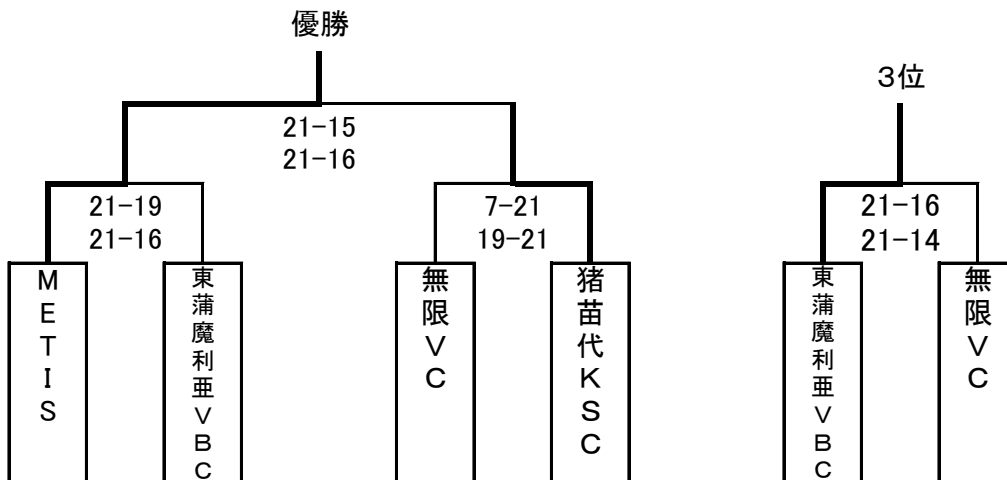 優勝
3位
21-15
21-16
21-19
21-16
7-21
19-21
21-16
21-14
METIS
東蒲魔利亜VBC
無限VC
猪苗代KSC
東蒲魔利亜VBC
無限VC